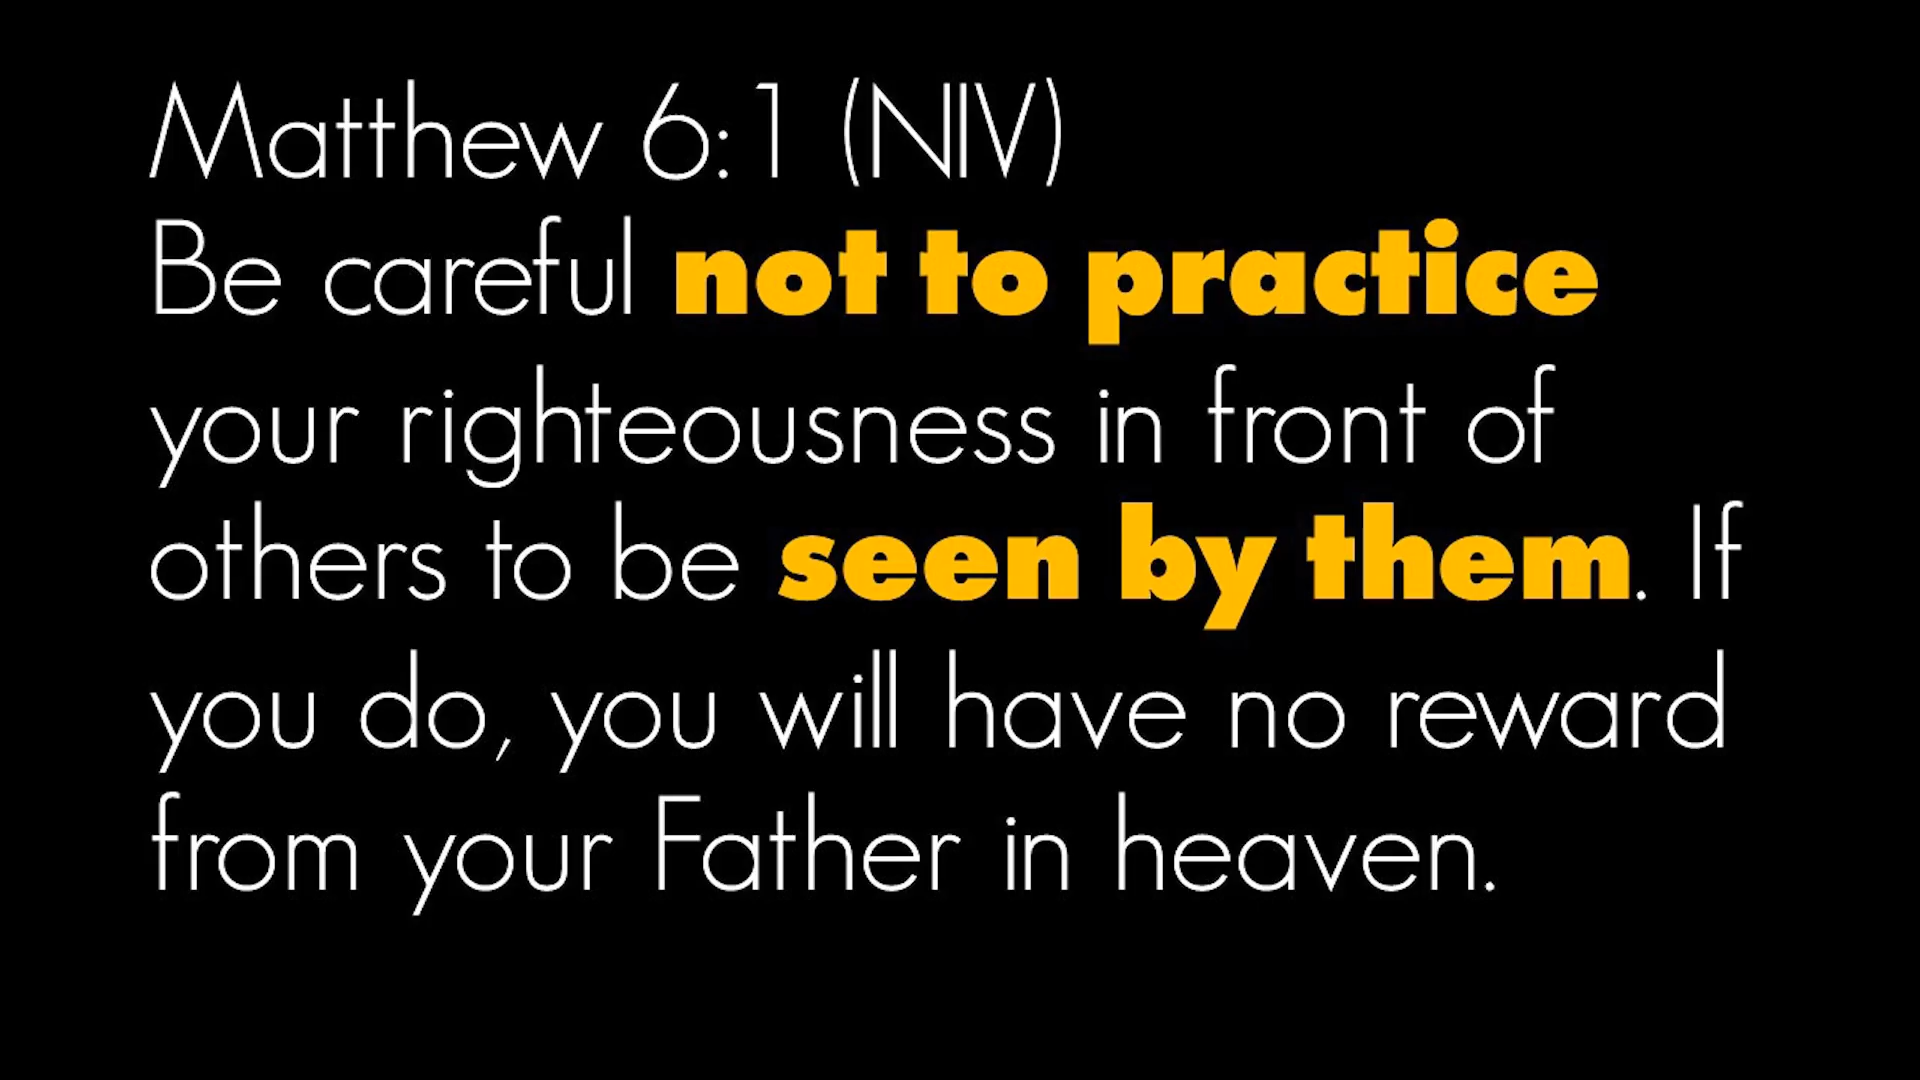 Matthew 6:1 (NIV)
Be careful not to practice
your righteousness in front of
others to be seen by them. If
you do, you will have no reward
from your Father in heaven.